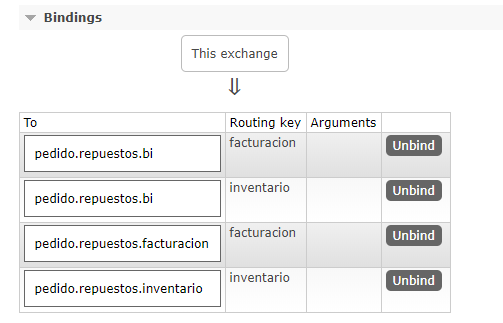 Bindings
This exchange
⇓
To Routing key Arguments
pedido.repuestos.bi facturacion Unbind
pedido.repuestos.bi inventario Unbind
pedido.repuestos.facturacion facturacion Unbind
pedido.repuestos.inventario inventario Unbind